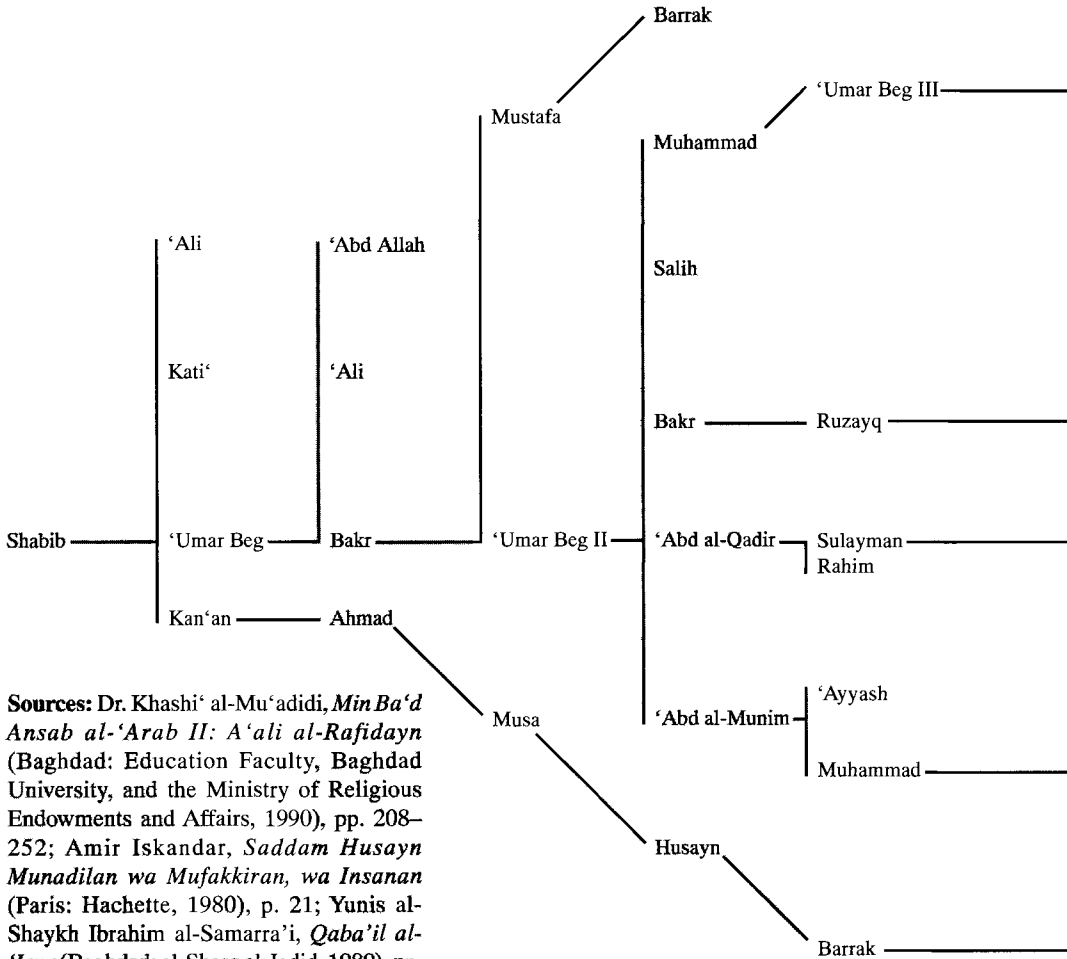 Barrak
‘Umar Beg III
Mustafa
Muhammad
‘Ali
‘Abd Allah
Salih
Kati‘
‘Ali
Bakr
Ruzayq
Shabib
‘Umar Beg
Bakr
‘Umar Beg II
‘Abd al-Qadir
Sulayman
Rahim
Kan‘an
Ahmad
‘Ayyash
Musa
‘Abd al-Munim
Muhammad
Husayn
Barrak
Sources: Dr. Khashi‘ al-Mu‘adidi, Min Ba‘d
Ansab al-‘Arab II: A‘ali al-Rafidayn
(Baghdad: Education Faculty, Baghdad
University, and the Ministry of Religious
Endowments and Affairs, 1990), pp. 208–
252; Amir Iskandar, Saddam Husayn
Munadilan wa Mufakkiran, wa Insanan
(Paris: Hachette, 1980), p. 21; Yunis al-
Shaykh Ibrahim al-Samarra’i, Qaba’il al-